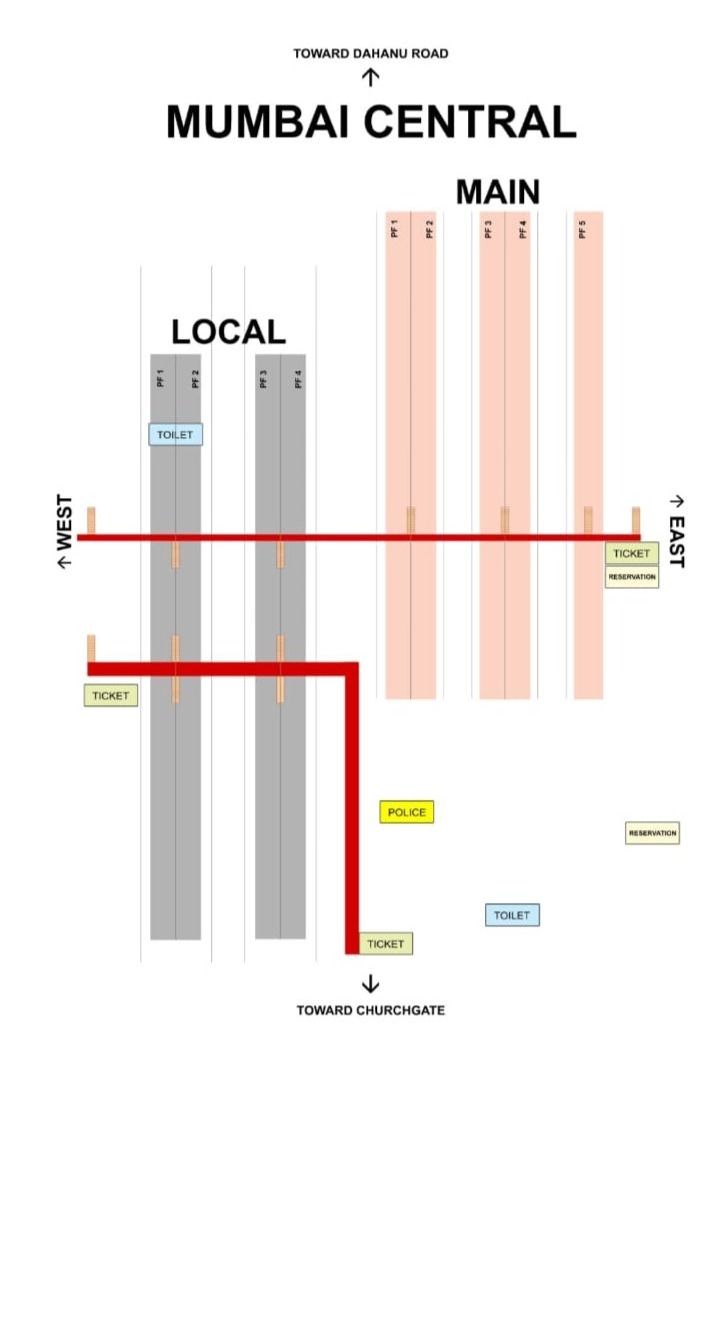 TOWARD DAHANU ROAD
↑
MUMBAI CENTRAL
MAIN
PF 1
PF 2
PF 3
PF 4
PF 5
LOCAL
PF 1
PF 2
PF 3
PF 4
TOILET
↑ WEST
↑ EAST
TICKET
RESERVATION
TICKET
POLICE
RESERVATION
TOILET
TICKET
↓
TOWARD CHURCHGATE